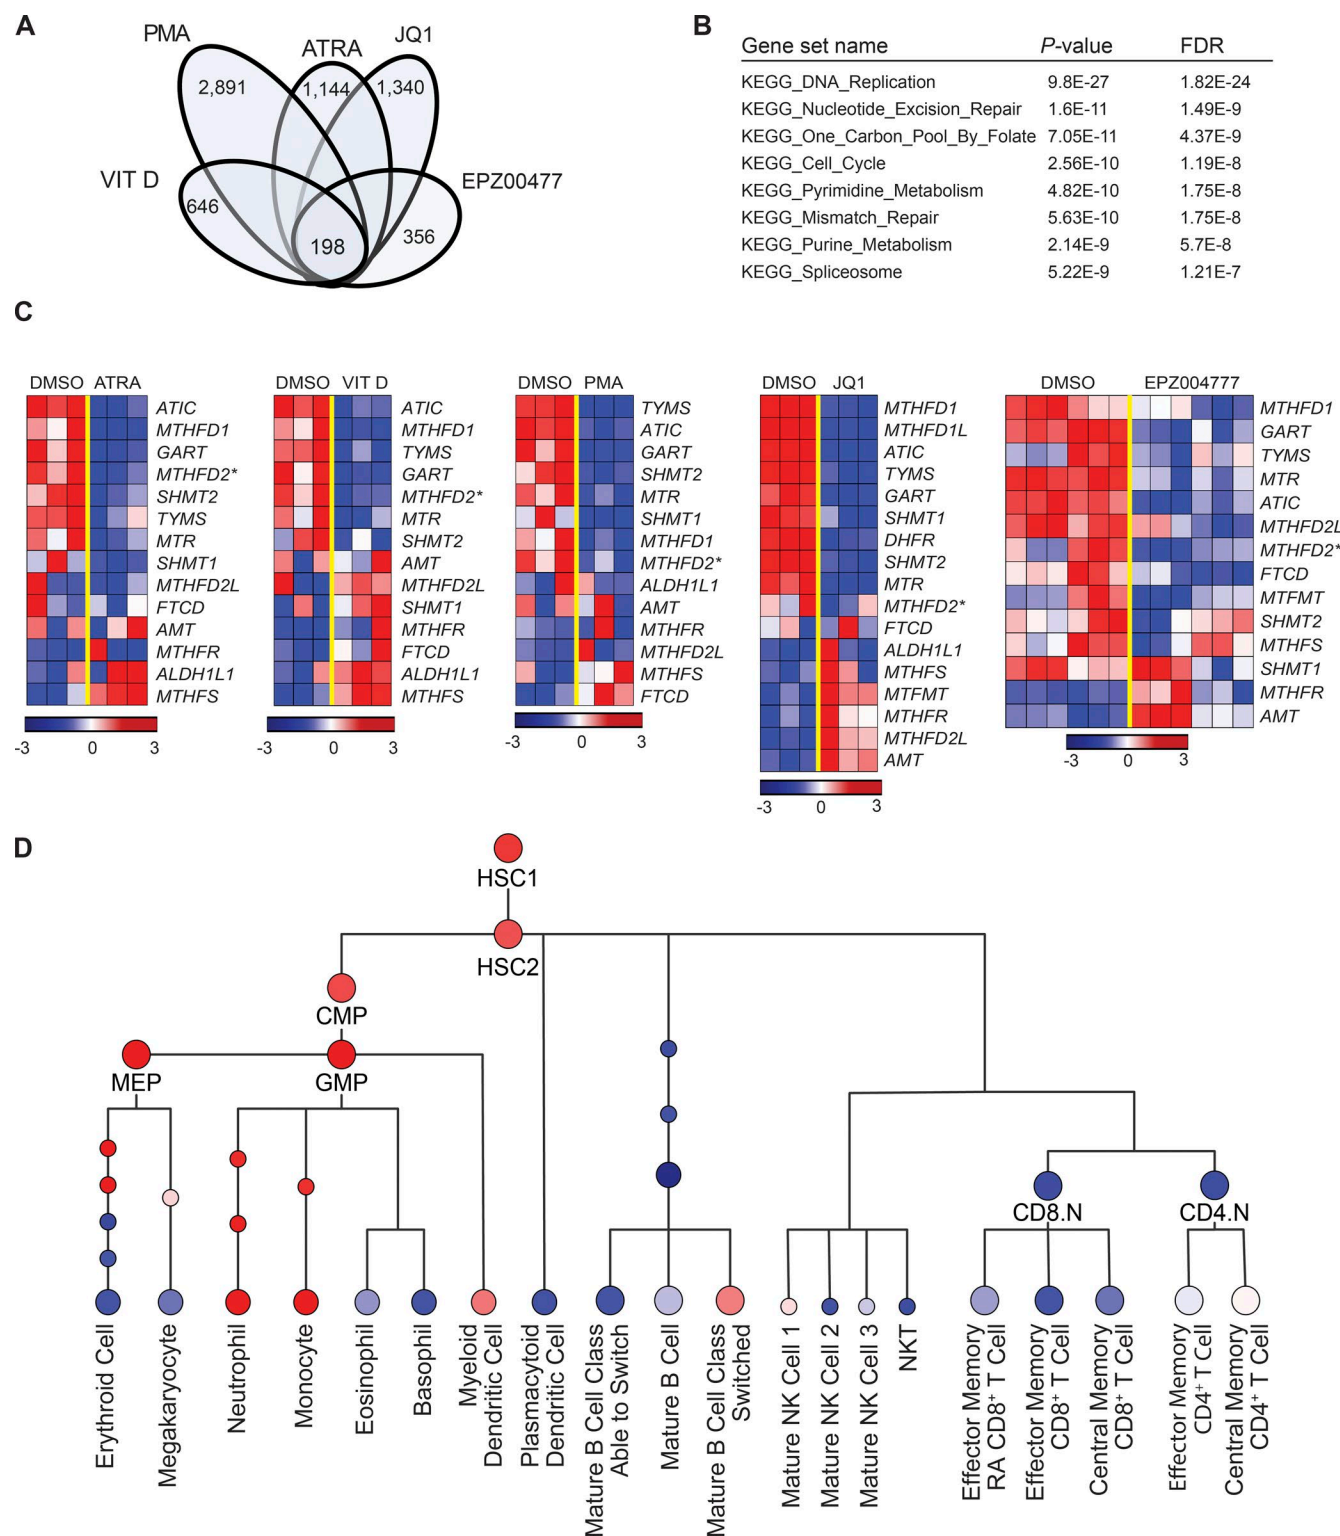 A
PMA
ATRA
JQ1
2,891
1,144
1,340
VIT D
EPZ00477
646
198
356
B
Gene set name P-value FDR
KEGG_DNA_Replication 9.8E-27 1.82E-24
KEGG_Nucleotide_Excision_Repair 1.6E-11 1.49E-9
KEGG_One_Carbon_Pool_By_Folate 7.05E-11 4.37E-9
KEGG_Cell_Cycle 2.56E-10 1.19E-8
KEGG_Pyrimidine_Metabolism 4.82E-10 1.75E-8
KEGG_Mismatch_Repair 5.63E-10 1.75E-8
KEGG_Purine_Metabolism 2.14E-9 5.7E-8
KEGG_Spliceosome 5.22E-9 1.21E-7
C
DMSO ATRA
ATIC
MTHFD1
GART
MTHFD2*
SHMT2
TYMS
MTR
SHMT1
MTHFD2L
FTCD
AMT
MTHFR
ALDH1L1
MTHFS
-3 0 3
DMSO VIT D
ATIC
MTHFD1
TYMS
GART
MTHFD2*
MTR
SHMT2
AMT
MTHFD2L
SHMT1
MTHFR
FTCD
ALDH1L1
MTHFS
-3 0 3
DMSO PMA
TYMS
ATIC
GART
SHMT2
MTR
SHMT1
MTHFD1
MTHFD2*
ALDH1L1
AMT
MTHFR
MTHFD2L
MTHFS
FTCD
-3 0 3
DMSO JQ1
MTHFD1
MTHFD1L
ATIC
TYMS
GART
SHMT1
DHFR
SHMT2
MTR
MTHFD2*
FTCD
ALDH1L1
MTHFS
MTFMT
MTHFR
MTHFD2L
AMT
-3 0 3
DMSO EPZ004777
MTHFD1
GART
TYMS
MTR
ATIC
MTHFD2L
MTHFD2*
FTCD
MTFMT
SHMT2
MTHFS
SHMT1
MTHFR
AMT
-3 0 3
D
HSC1
HSC2
CMP
MEP
GMP
CD8.N
CD4.N
Erythroid Cell
Megakaryocyte
Neutrophil
Monocyte
Eosinophil
Basophil
Myeloid
Dendritic Cell
Plasmacytoid
Dendritic Cell
Mature B Cell Class
Able to Switch
Mature B Cell
Mature B Cell Class
Switched
Mature NK Cell 1
Mature NK Cell 2
Mature NK Cell 3
NKT
Effector Memory
RA CD8⁺ T Cell
Effector Memory
CD8⁺ T Cell
Central Memory
CD8⁺ T Cell
Effector Memory
CD4⁺ T Cell
Central Memory
CD4⁺ T Cell